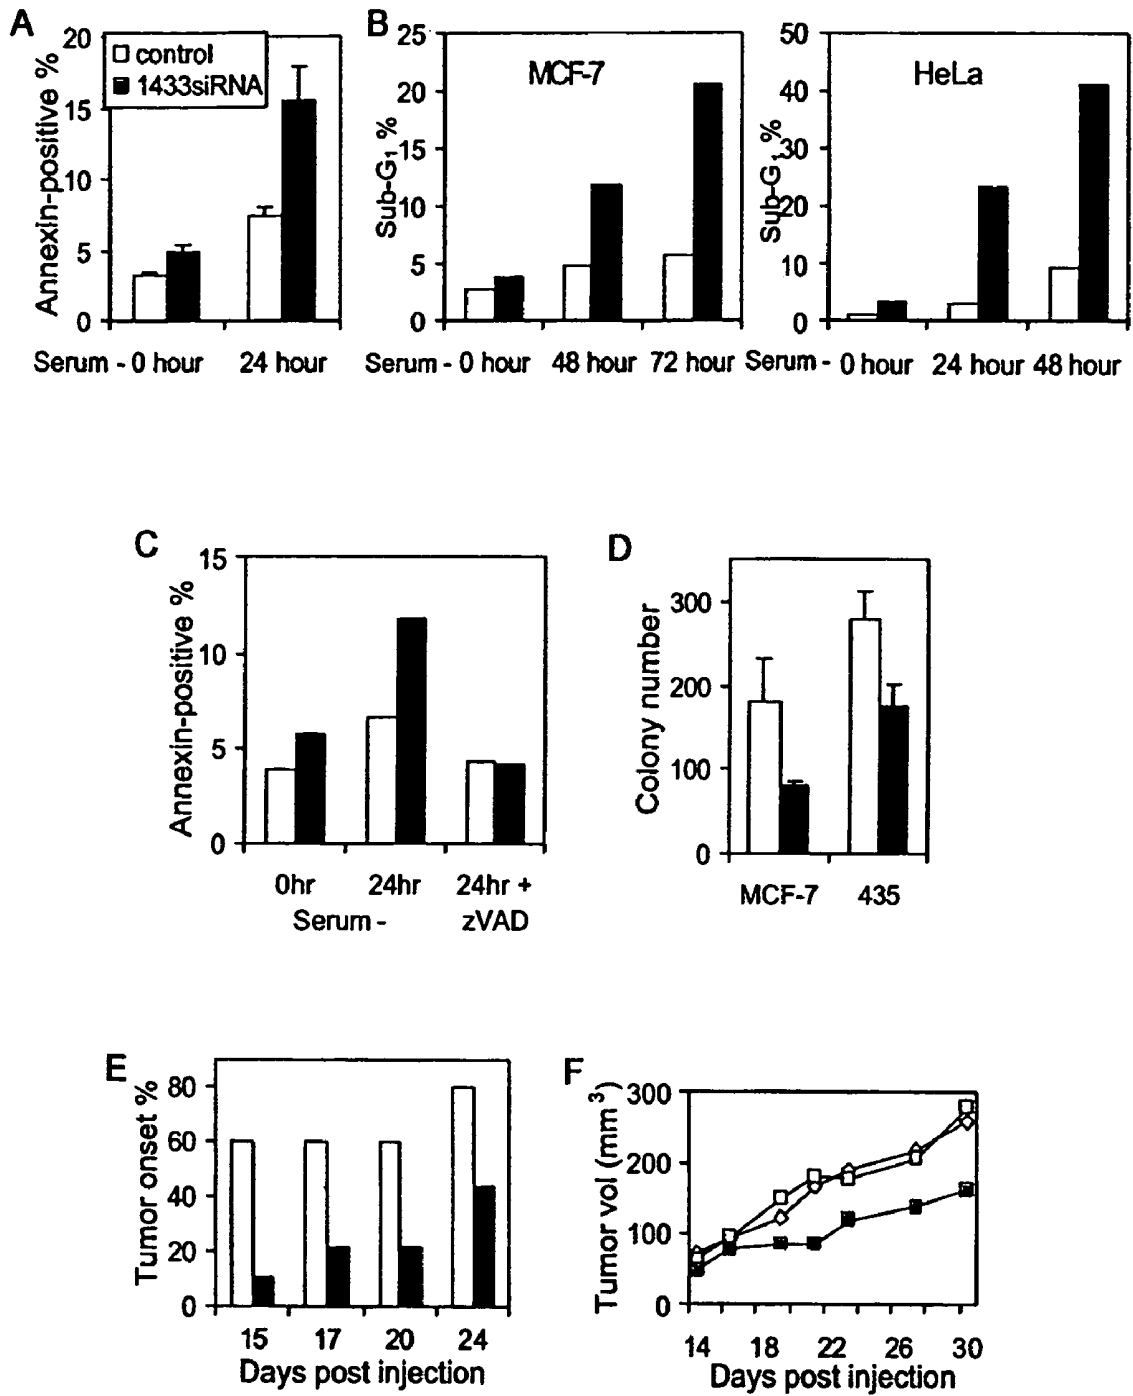 A
20
15
10
5
0
Annexin-positive %
control
1433siRNA
Serum - 0 hour 24 hour
B
25
20
15
10
5
0
Sub-G₁ %
MCF-7
Serum - 0 hour 48 hour 72 hour
50
40
30
20
10
0
Sub-G₁ %
HeLa
Serum - 0 hour 24 hour 48 hour
C
15
10
5
0
Annexin-positive %
0hr 24hr 24hr +
Serum - zVAD
D
300
200
100
0
Colony number
MCF-7 435
E
80
60
40
20
0
Tumor onset %
15 17 20 24
Days post injection
F
300
200
100
0
Tumor vol (mm³)
14 18 22 26 30
Days post injection